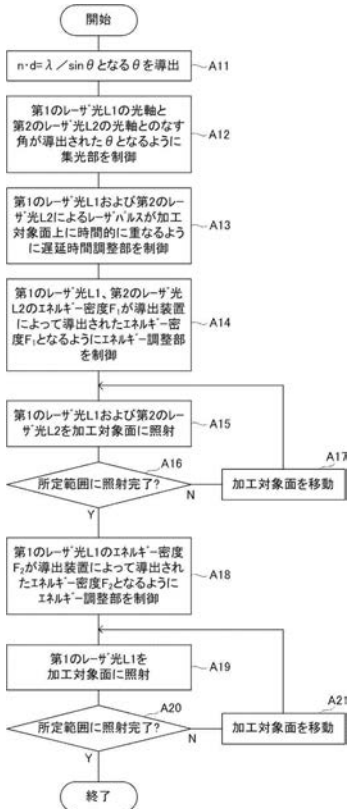 開始
n·d=λ／sinθとなるθを導出
A11
第1のレーザ光L1の光軸と
第2のレーザ光L2の光軸とのなす
角が導出されたθとなるように
集光部を制御
A12
第1のレーザ光L1および第2のレー
ザ光L2によるレーザパルスが加工
対象面上に時間的に重なるように
遅延時間調整部を制御
A13
第1のレーザ光L1、第2のレーザ光
L2のエネルギー密度F₁が導出装置
によって導出されたエネルギー密
度F₁となるようにエネルギー調整部
を制御
A14
第1のレーザ光L1および第2のレー
ザ光L2を加工対象面に照射
A15
A16
所定範囲に照射完了?
N
Y
A17
加工対象面を移動
第1のレーザ光L1のエネルギー密度
F₂が導出装置によって導出され
たエネルギー密度F₂となるように
エネルギー調整部を制御
A18
第1のレーザ光L1を
加工対象面に照射
A19
A20
所定範囲に照射完了?
N
Y
A21
加工対象面を移動
終了